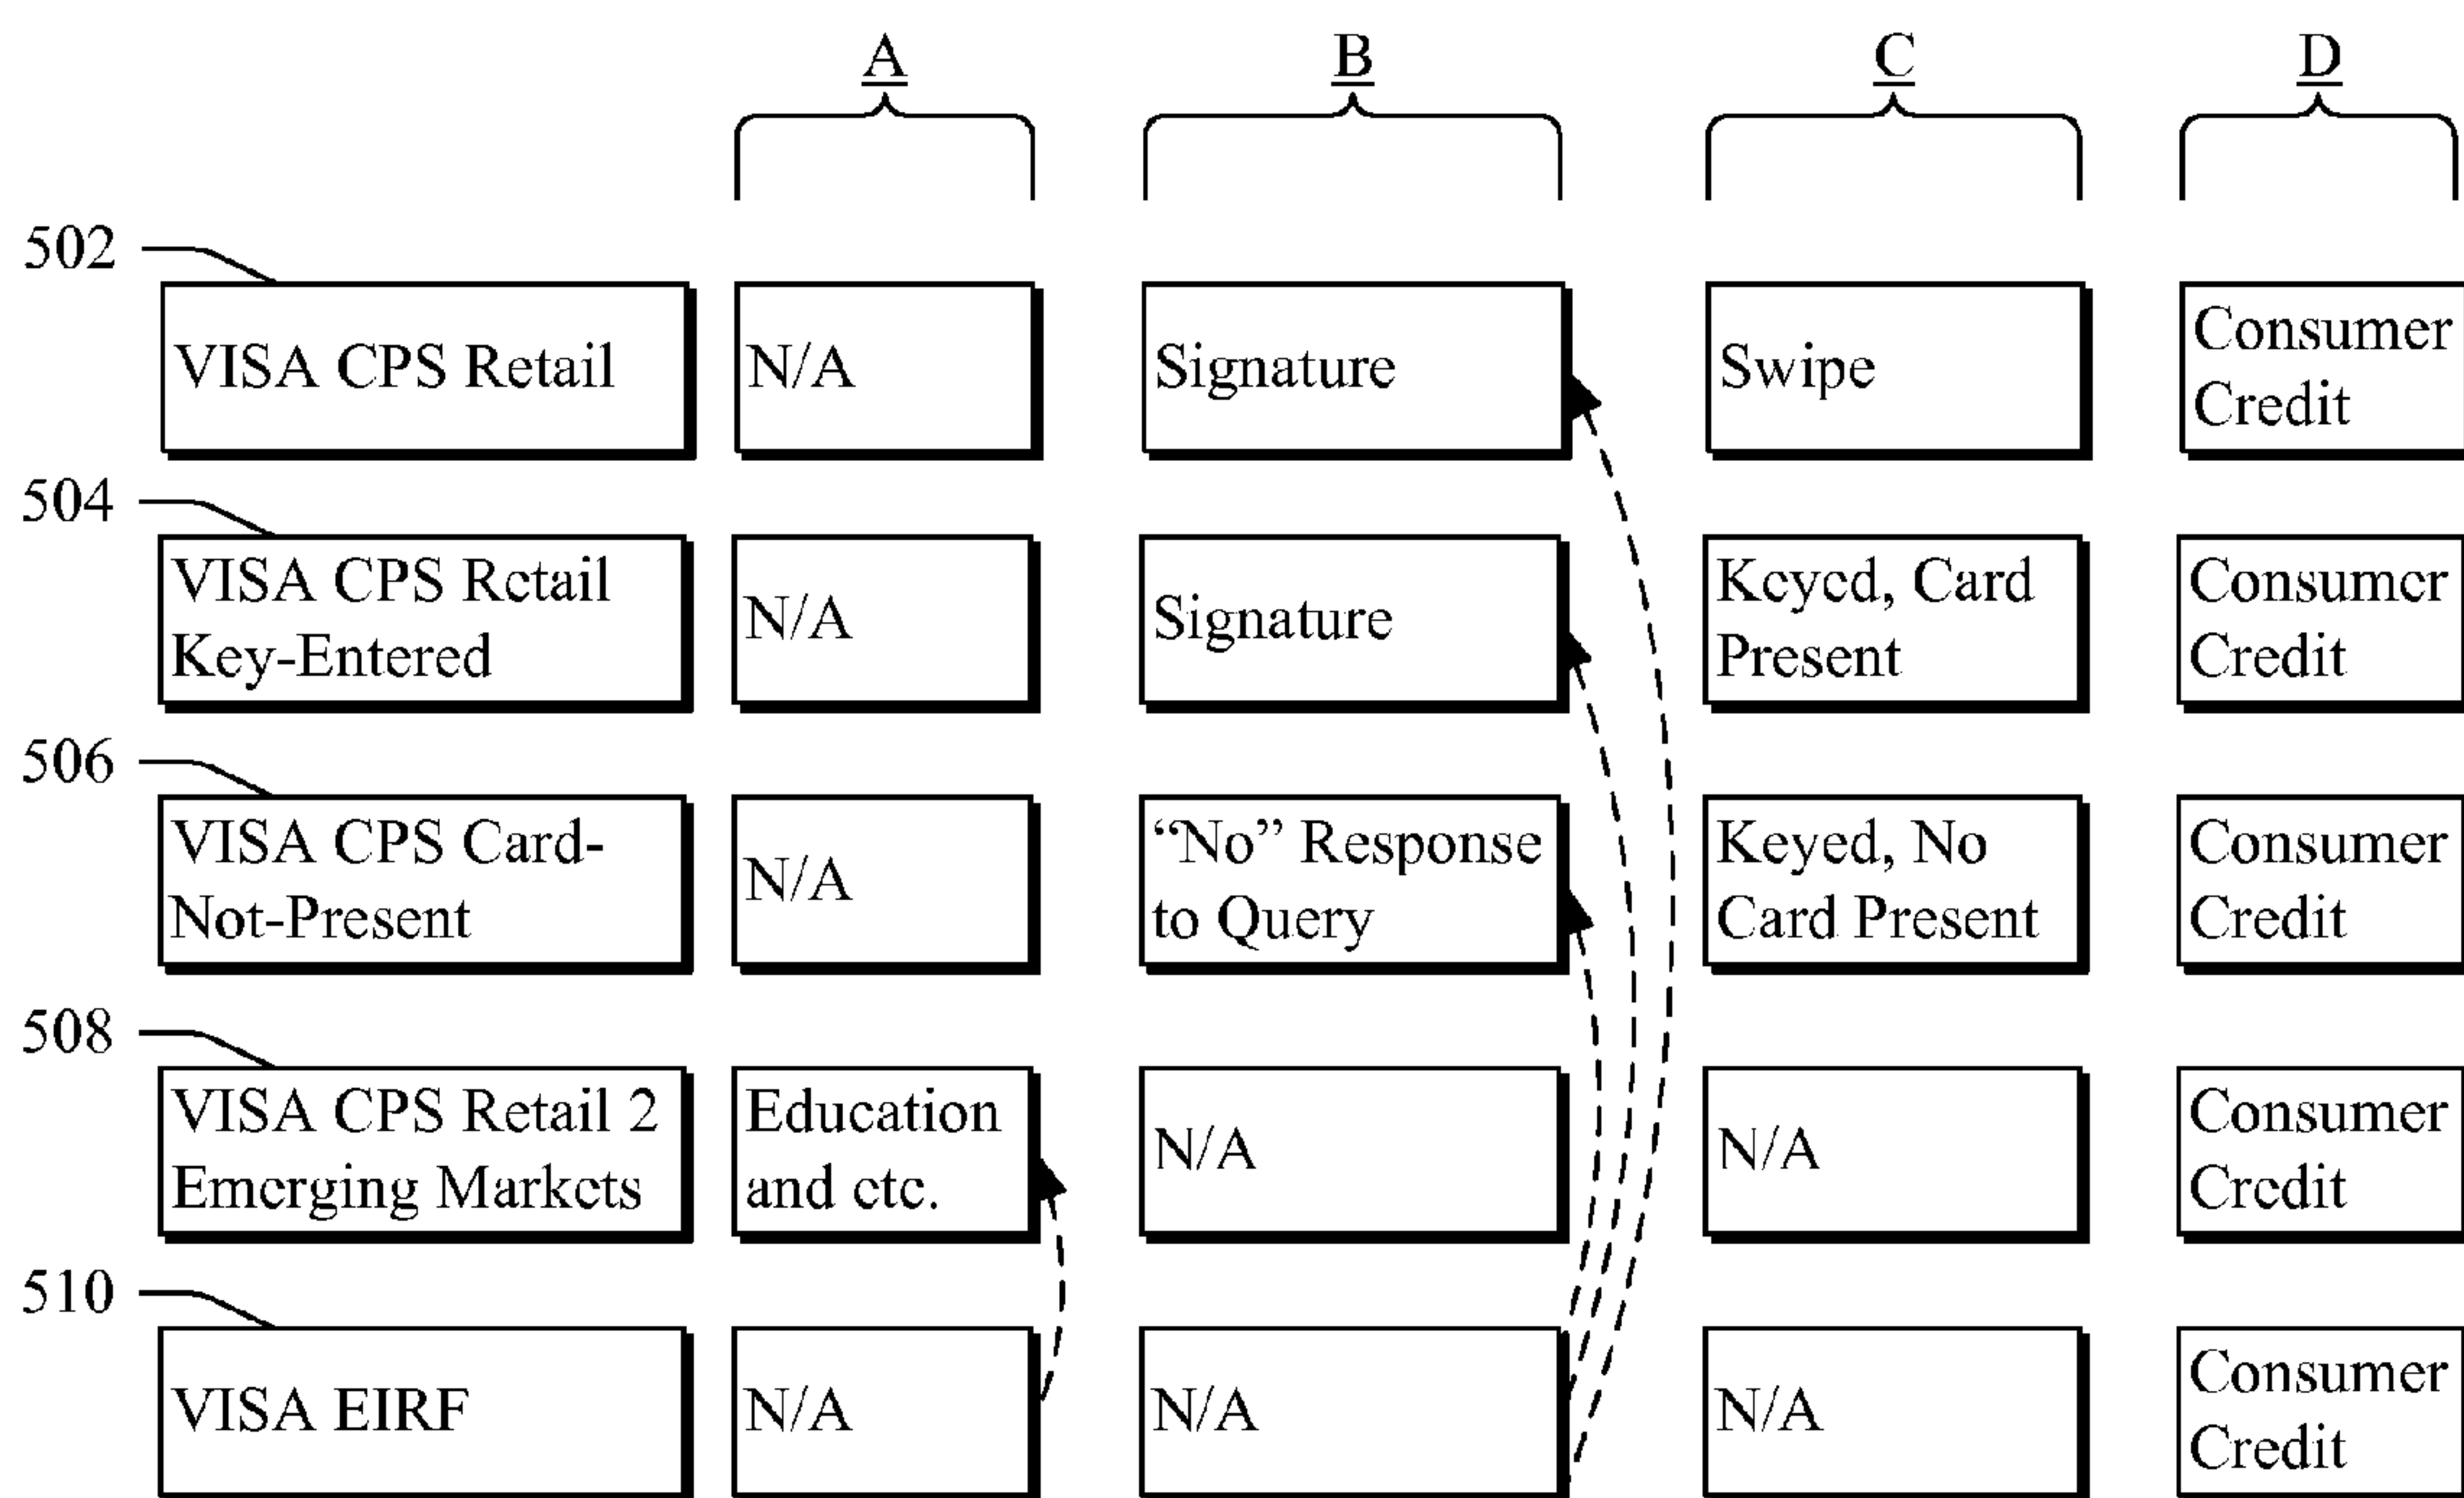 A B C D
502
VISA CPS Retail
N/A
Signature
Swipe
Consumer
Credit
504
VISA CPS Retail
Key-Entered
N/A
Signature
Keyed, Card
Present
Consumer
Credit
506
VISA CPS Card-
Not-Present
N/A
“No” Response
to Query
Keyed, No
Card Present
Consumer
Credit
508
VISA CPS Retail 2
Emerging Markets
Education
and etc.
N/A
N/A
Consumer
Credit
510
VISA EIRF
N/A
N/A
N/A
Consumer
Credit